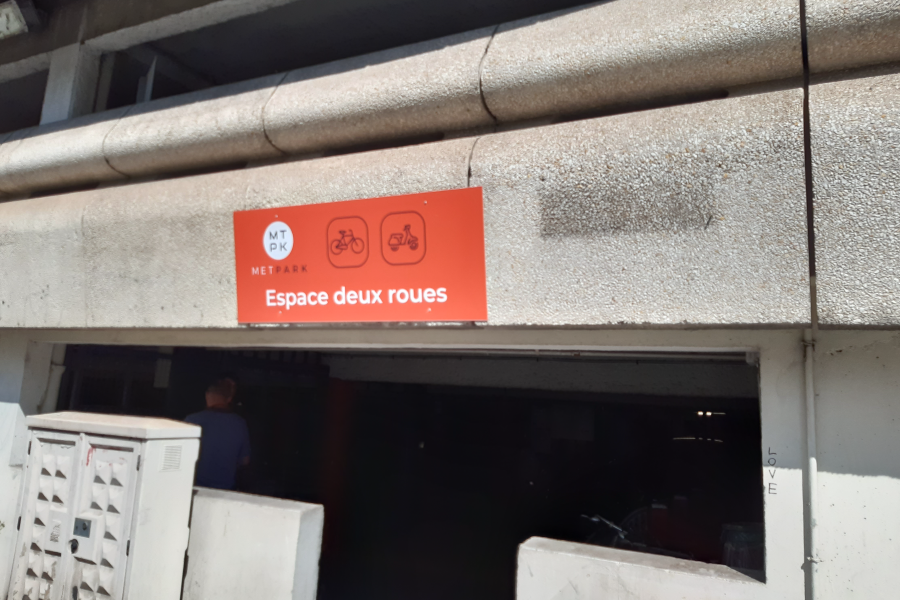 MT
PK
METPARK
Espace deux roues
LOVE